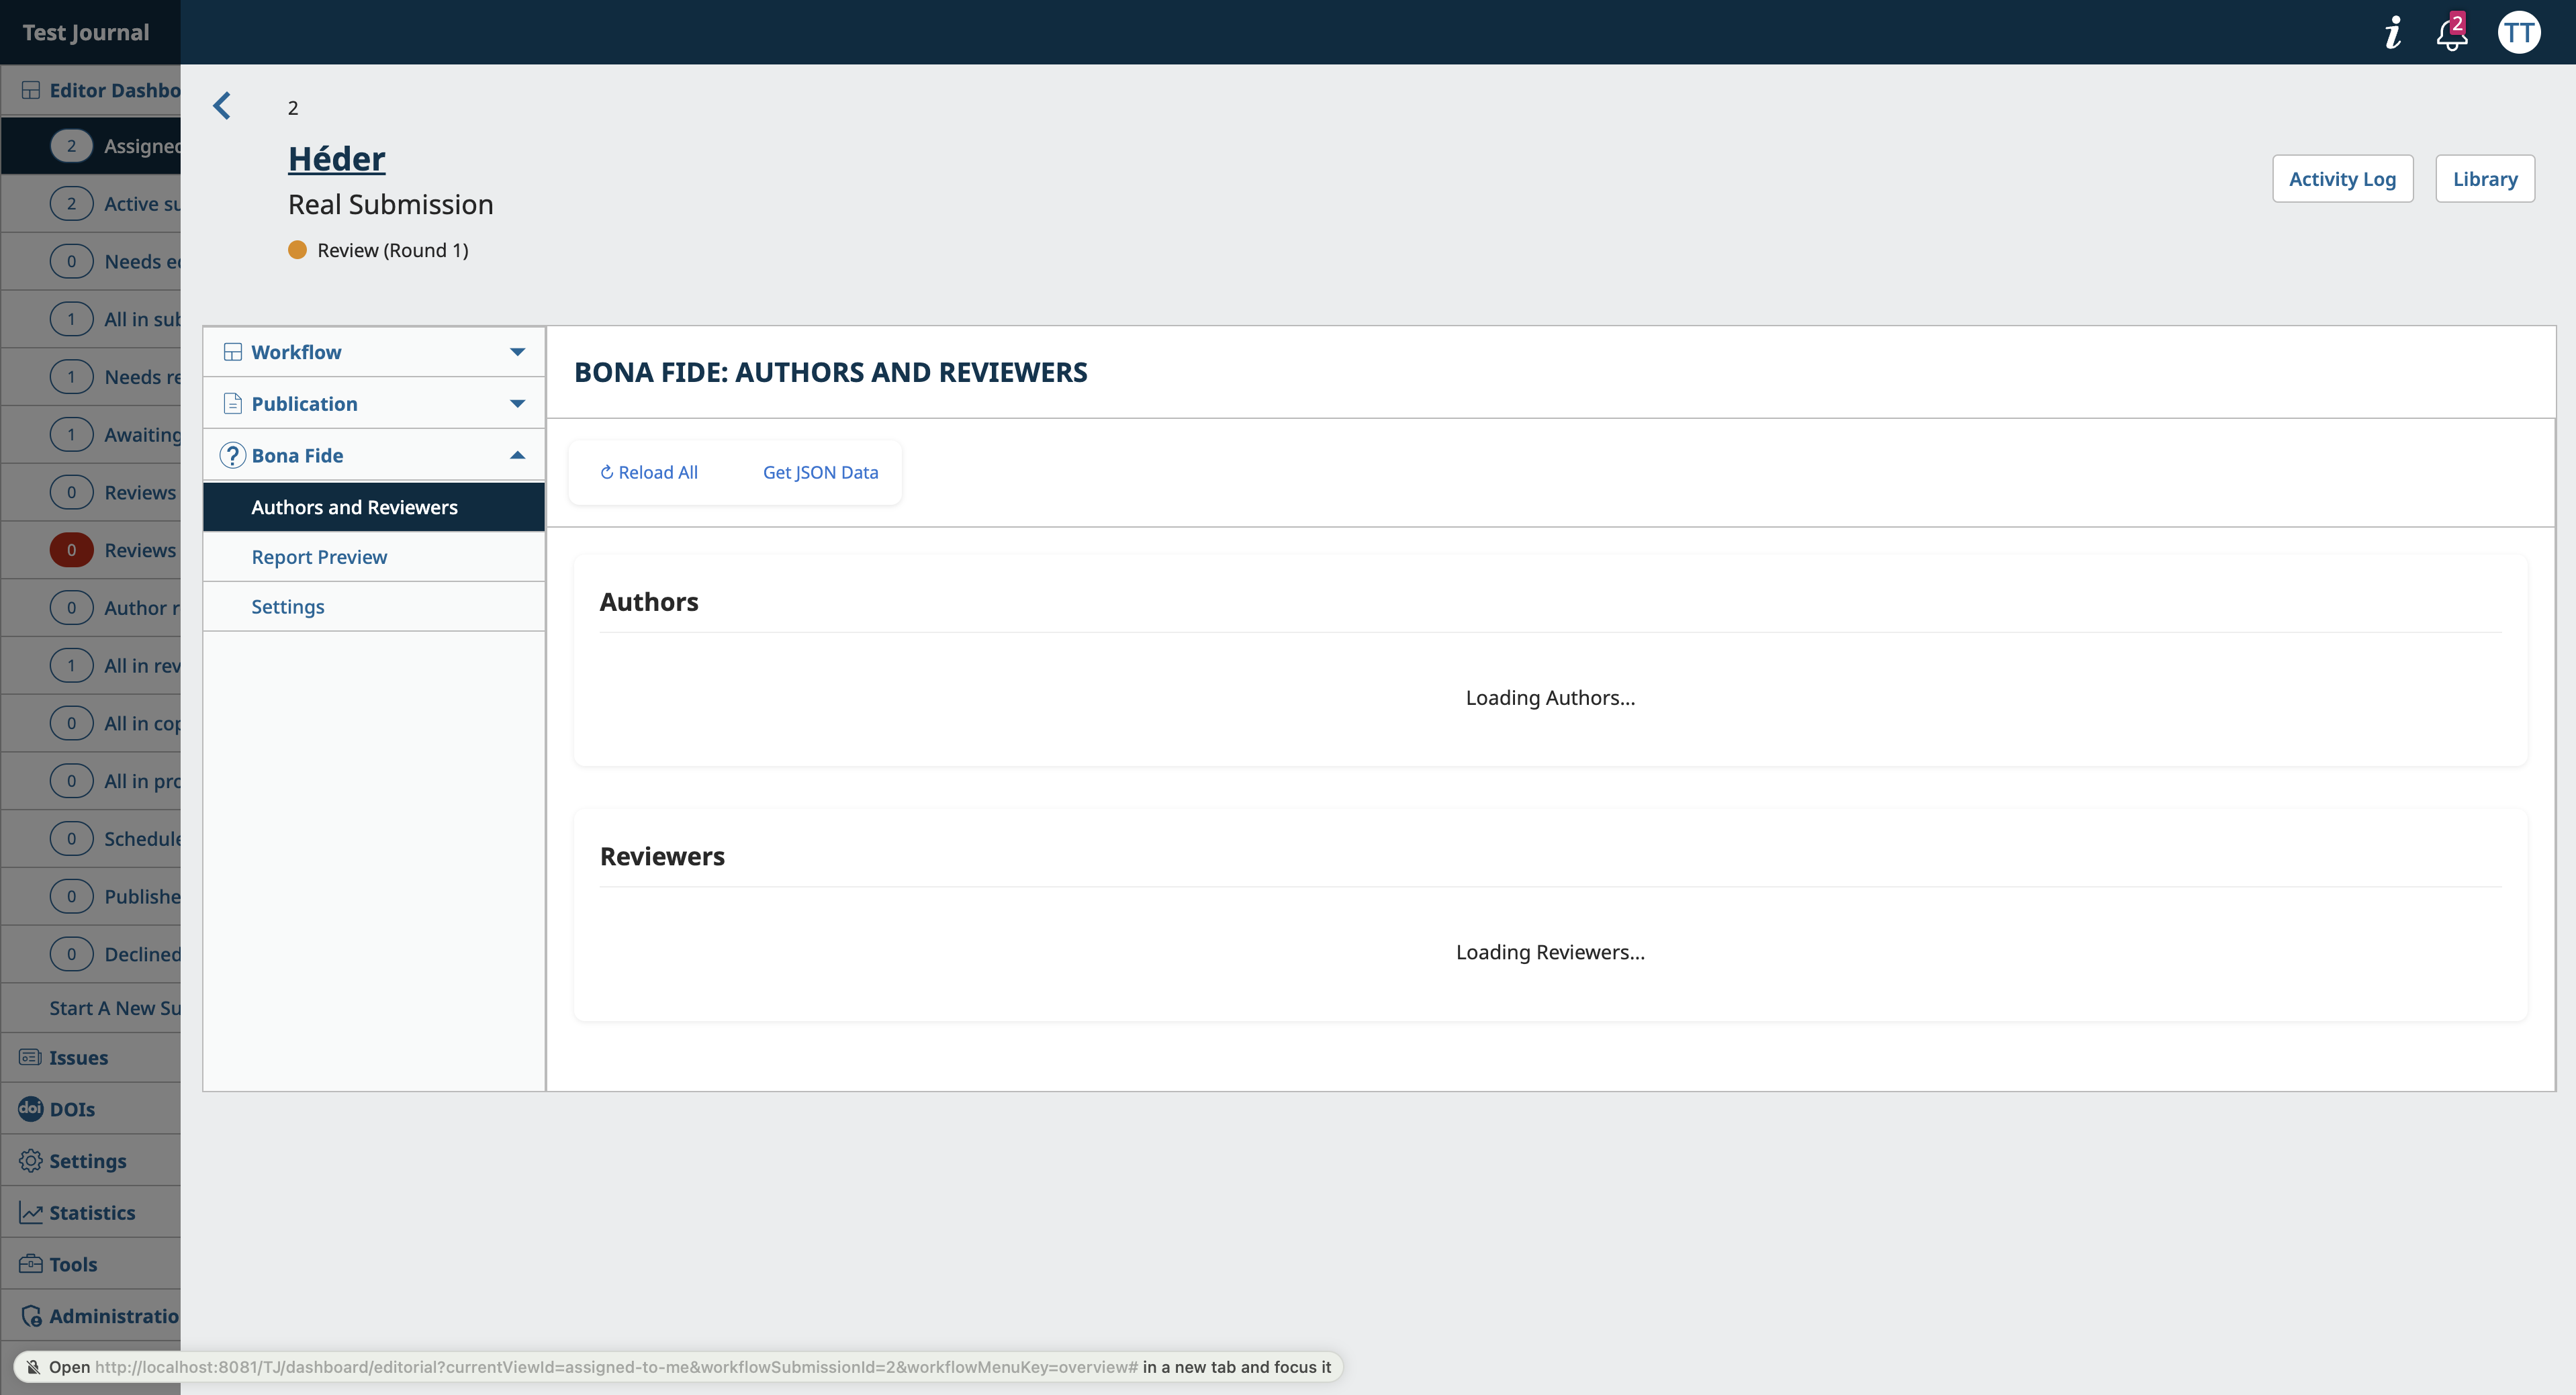 Test Journal
2
TT
Editor Dashbo
2 Assigned
2 Active su
0 Needs e
1 All in sub
1 Needs re
1 Awaiting
0 Reviews
0 Reviews
0 Author r
1 All in rev
0 All in cop
0 All in pro
0 Schedule
0 Publishe
0 Declined
Start A New Su
Issues
doi DOIs
Settings
Statistics
Tools
Administratio
2
Héder
Real Submission
Review (Round 1)
Activity Log
Library
Workflow
Publication
? Bona Fide
Authors and Reviewers
Report Preview
Settings
BONA FIDE: AUTHORS AND REVIEWERS
Reload All
Get JSON Data
Authors
Loading Authors...
Reviewers
Loading Reviewers...
Open http://localhost:8081/TJ/dashboard/editorial?currentViewId=assigned-to-me&workflowSubmissionId=2&workflowMenuKey=overview# in a new tab and focus it